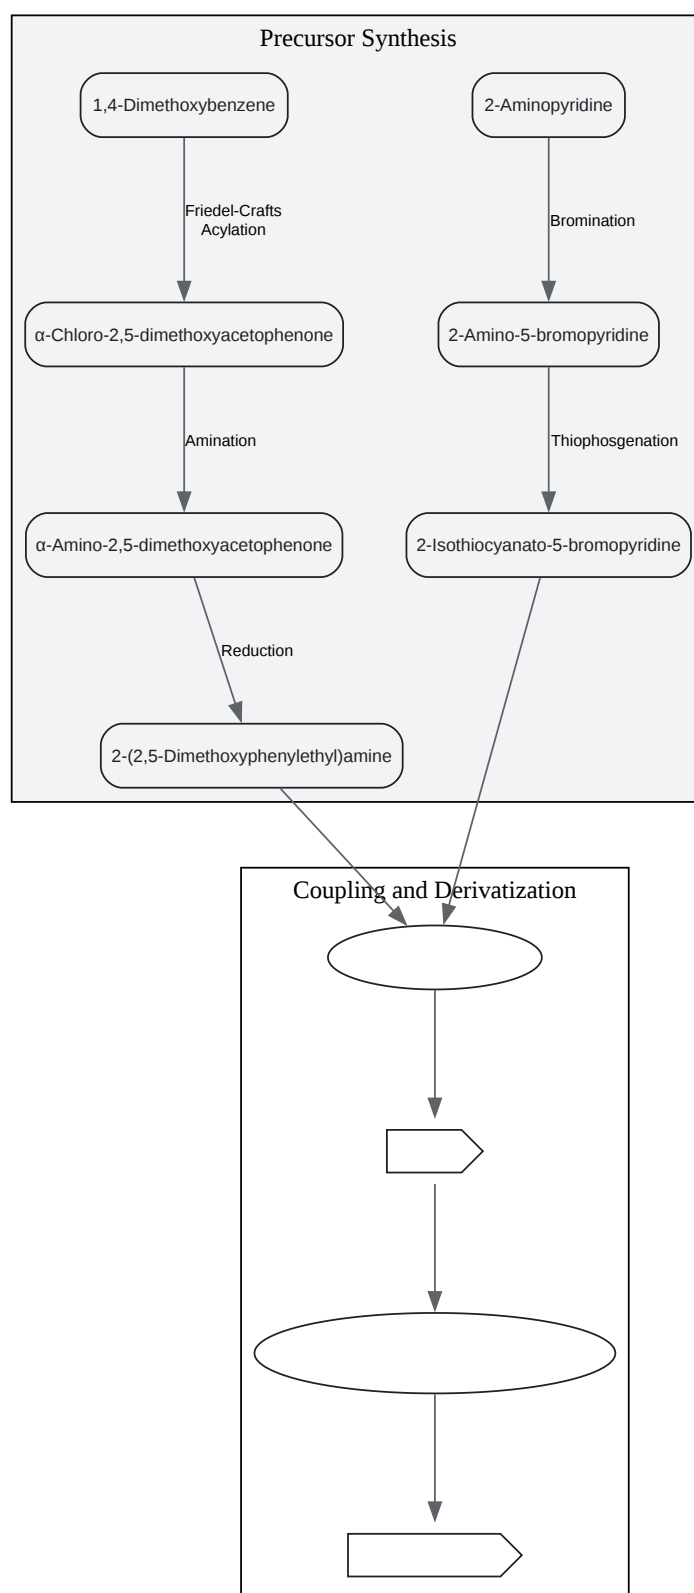 Precursor Synthesis
1,4-Dimethoxybenzene
2-Aminopyridine
Friedel-Crafts
Acylation
Bromination
α-Chloro-2,5-dimethoxyacetophenone
2-Amino-5-bromopyridine
Amination
Thiophosgenation
α-Amino-2,5-dimethoxyacetophenone
2-Isothiocyanato-5-bromopyridine
Reduction
2-(2,5-Dimethoxyphenylethyl)amine
Coupling and Derivatization